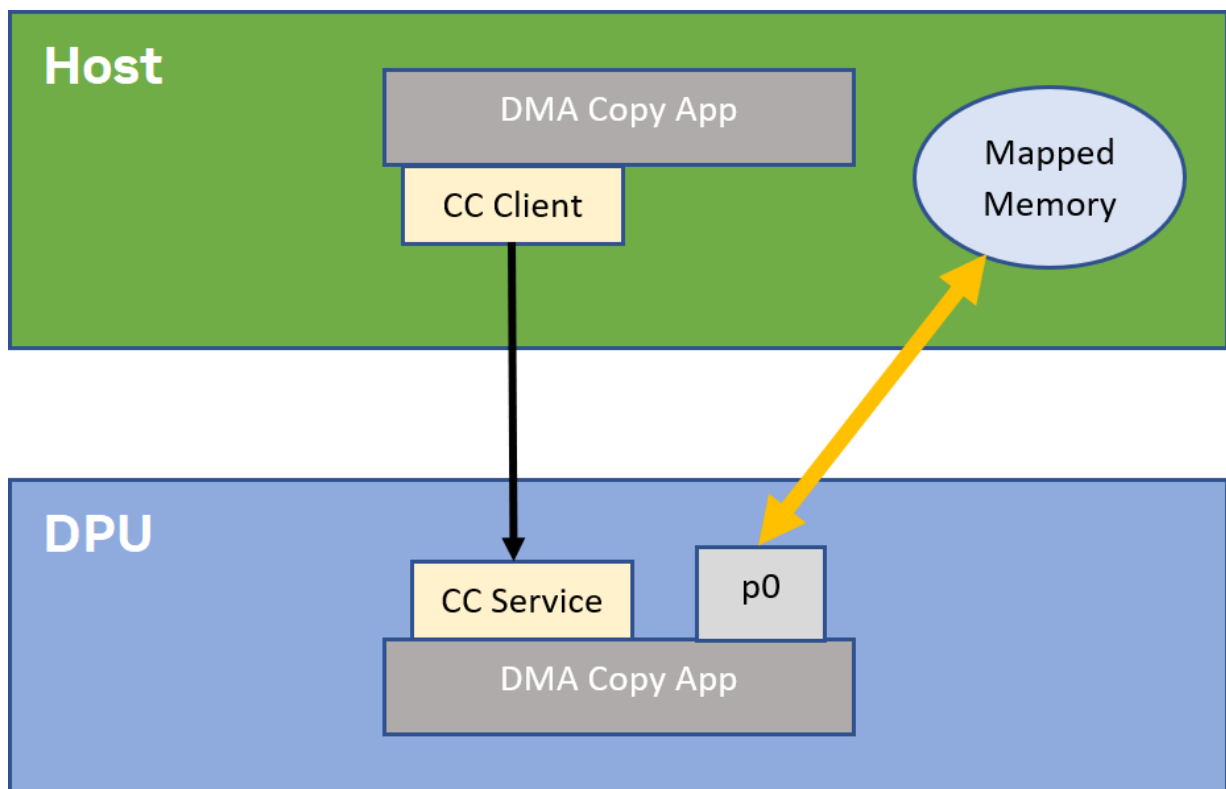 Host
DMA Copy App
CC Client
Mapped
Memory
DPU
CC Service
p0
DMA Copy App